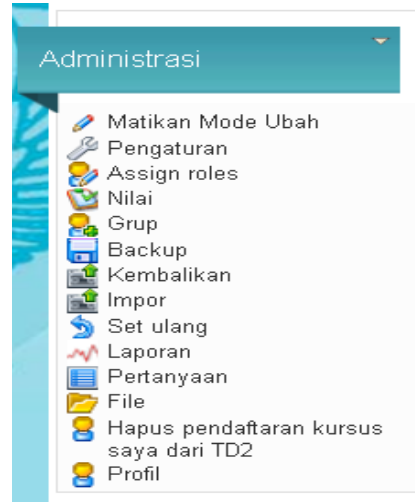 Administrasi
Matikan Mode Ubah
Pengaturan
Assign roles
Nilai
Grup
Backup
Kembalikan
Impor
Set ulang
Laporan
Pertanyaan
File
Hapus pendaftaran kursus
saya dari TD2
Profil